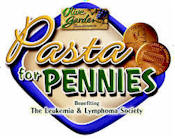 Olive Garden
Pasta
for PENNIES
Benefiting
The Leukemia & Lymphoma Society